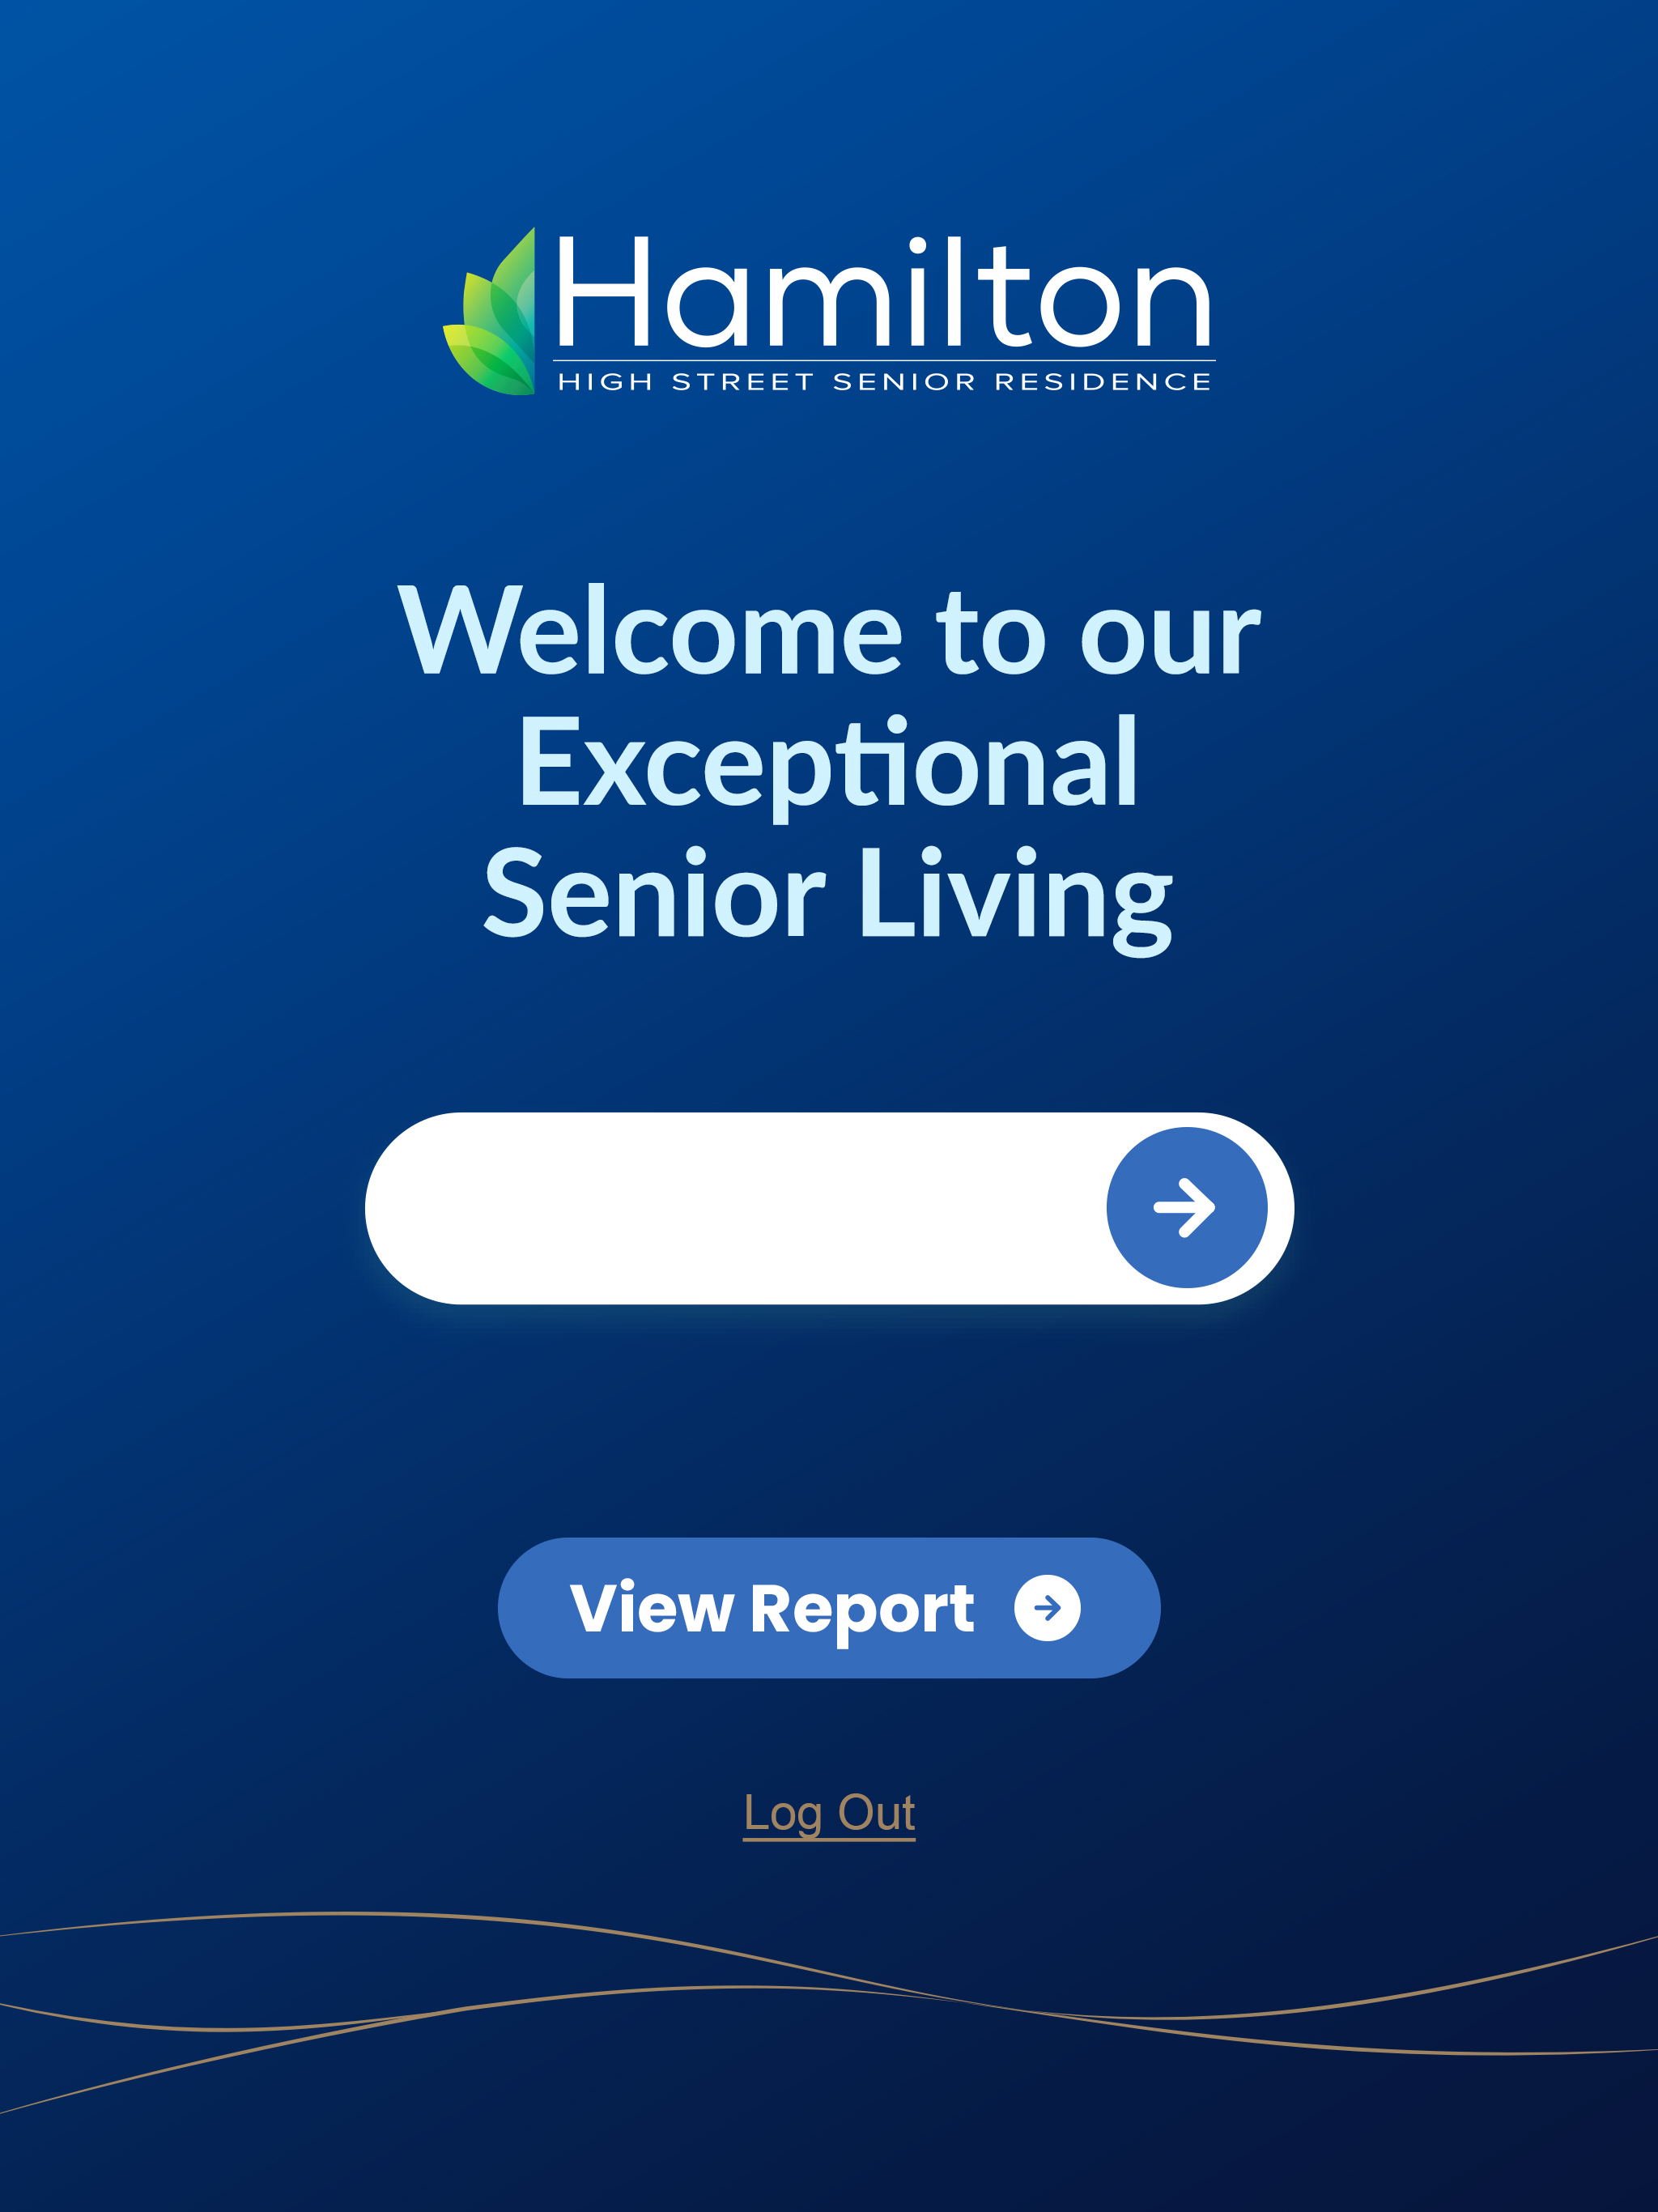 Hamilton
HIGH STREET SENIOR RESIDENCE
Welcome to our
Exceptional
Senior Living
View Report
Log Out